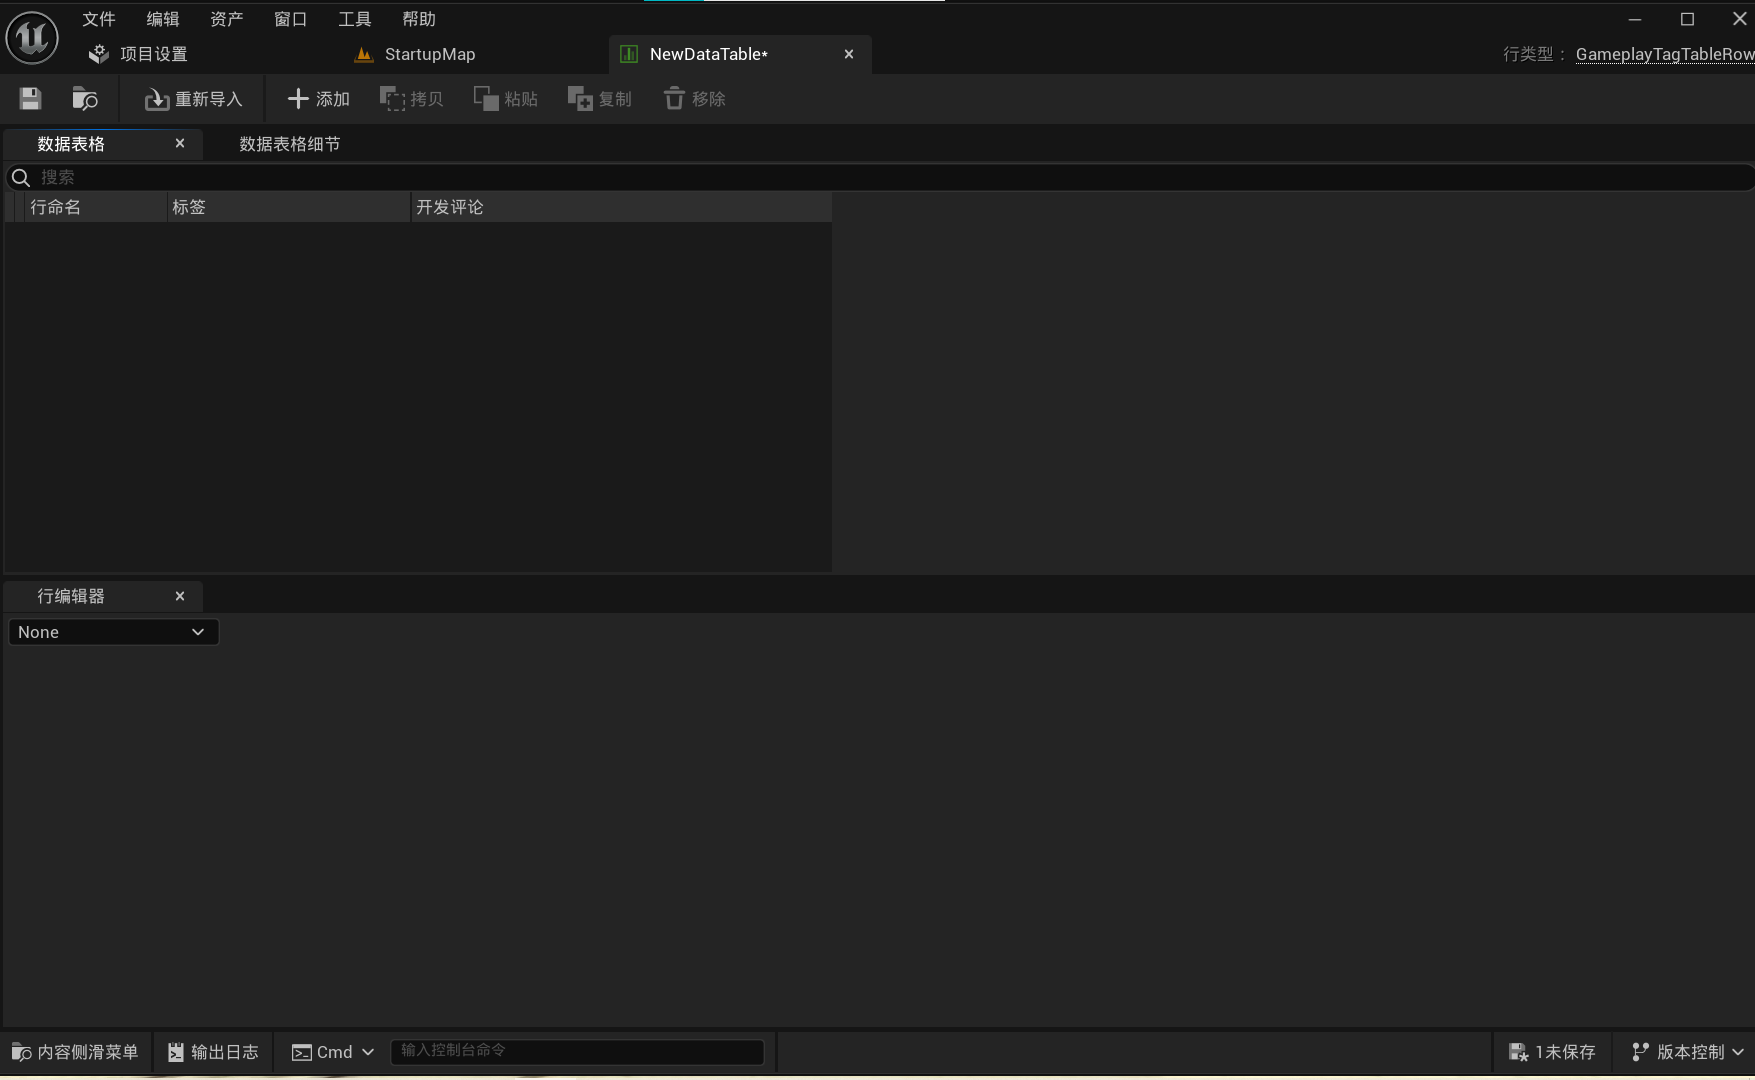 文件 编辑 资产 窗口 工具 帮助
项目设置 StartupMap NewDataTable* 行类型： GameplayTagTableRow
重新导入 添加 拷贝 粘贴 复制 移除
数据表格 数据表格细节
搜索
行命名 标签 开发评论
行编辑器
None
内容侧滑菜单 输出日志 Cmd 输入控制台命令 1未保存 版本控制